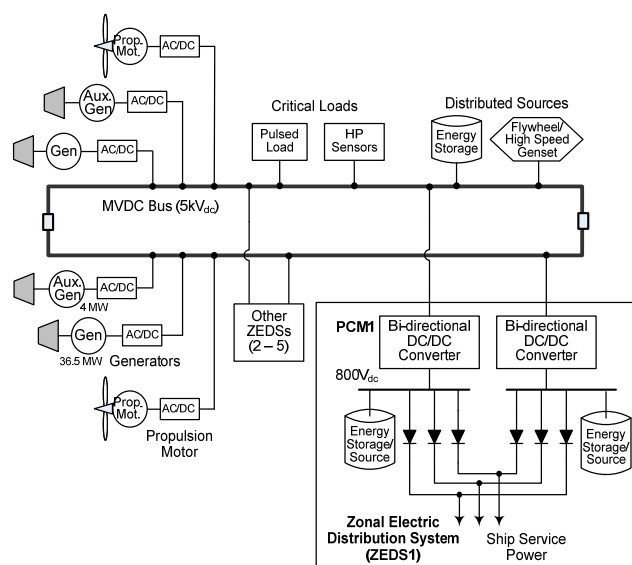 Prop.
Mot.
AC/DC
Aux.
Gen
AC/DC
Gen
AC/DC
Critical Loads
Pulsed
Load
HP
Sensors
Distributed Sources
Energy
Storage
Flywheel/
High Speed
Genset
MVDC Bus (5kVdc)
Aux.
Gen
4 MW
AC/DC
Gen
36.5 MW
AC/DC
Generators
Prop.
Mot.
AC/DC
Propulsion
Motor
Other
ZEDSs
(2 – 5)
PCM1
Bi-directional
DC/DC
Converter
Bi-directional
DC/DC
Converter
800Vdc
Energy
Storage/
Source
Energy
Storage/
Source
Zonal Electric
Distribution System
(ZEDS1)
Ship Service
Power